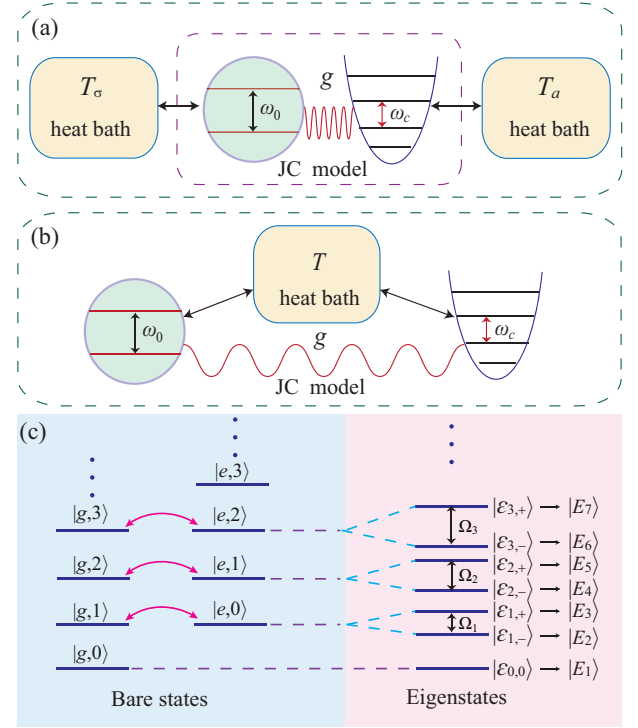 (a)
T_σ
heat bath
ω_0
g
ω_c
JC model
T_a
heat bath
(b)
T
heat bath
ω_0
g
ω_c
JC model
(c)
|e,3⟩
|g,3⟩ |e,2⟩ Ω_3 |ε_{3,+}⟩ → |E_7⟩
|ε_{3,-}⟩ → |E_6⟩
|g,2⟩ |e,1⟩ Ω_2 |ε_{2,+}⟩ → |E_5⟩
|ε_{2,-}⟩ → |E_4⟩
|g,1⟩ |e,0⟩ Ω_1 |ε_{1,+}⟩ → |E_3⟩
|ε_{1,-}⟩ → |E_2⟩
|g,0⟩ |ε_{0,0}⟩ → |E_1⟩
Bare states Eigenstates